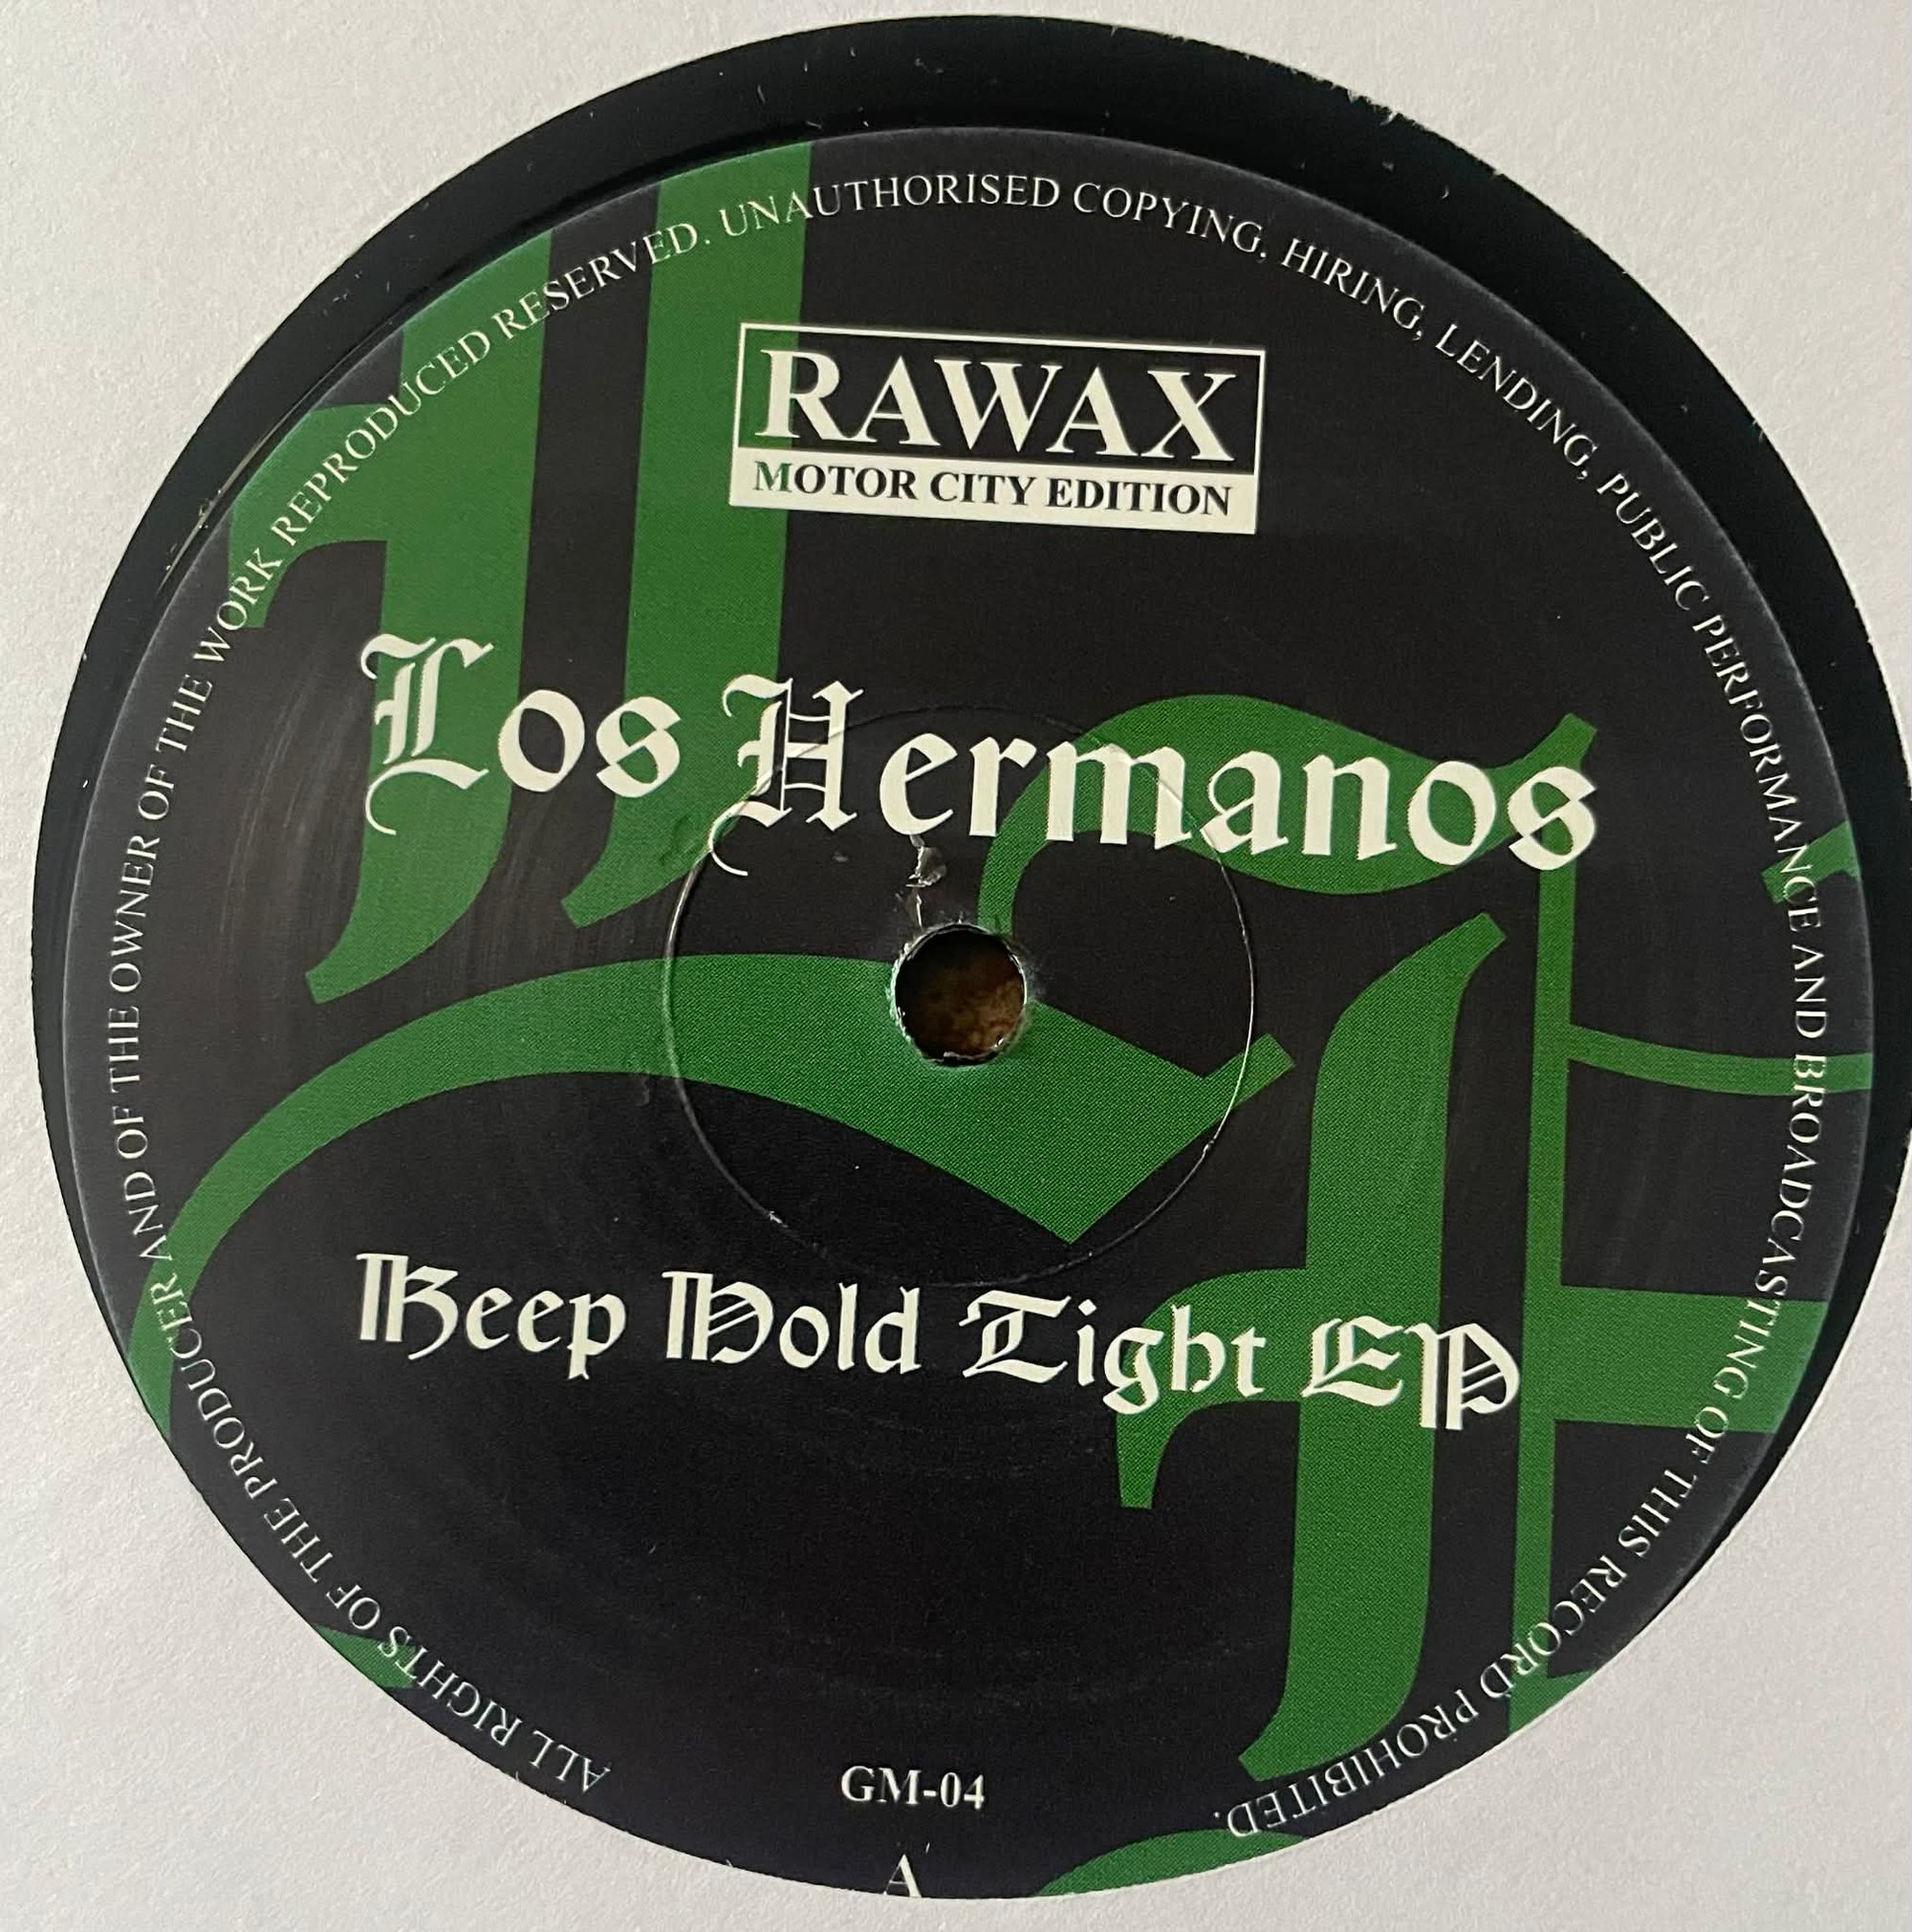 RAWAX
MOTOR CITY EDITION
Los Hermanos
Keep Hold Tight EP
GM-04
A
ALL RIGHTS OF THE PRODUCER AND OF THE OWNER OF THE WORK REPRODUCED RESERVED. UNAUTHORISED COPYING, HIRING, LENDING, PUBLIC PERFORMANCE AND BROADCASTING OF THIS RECORD PROHIBITED.